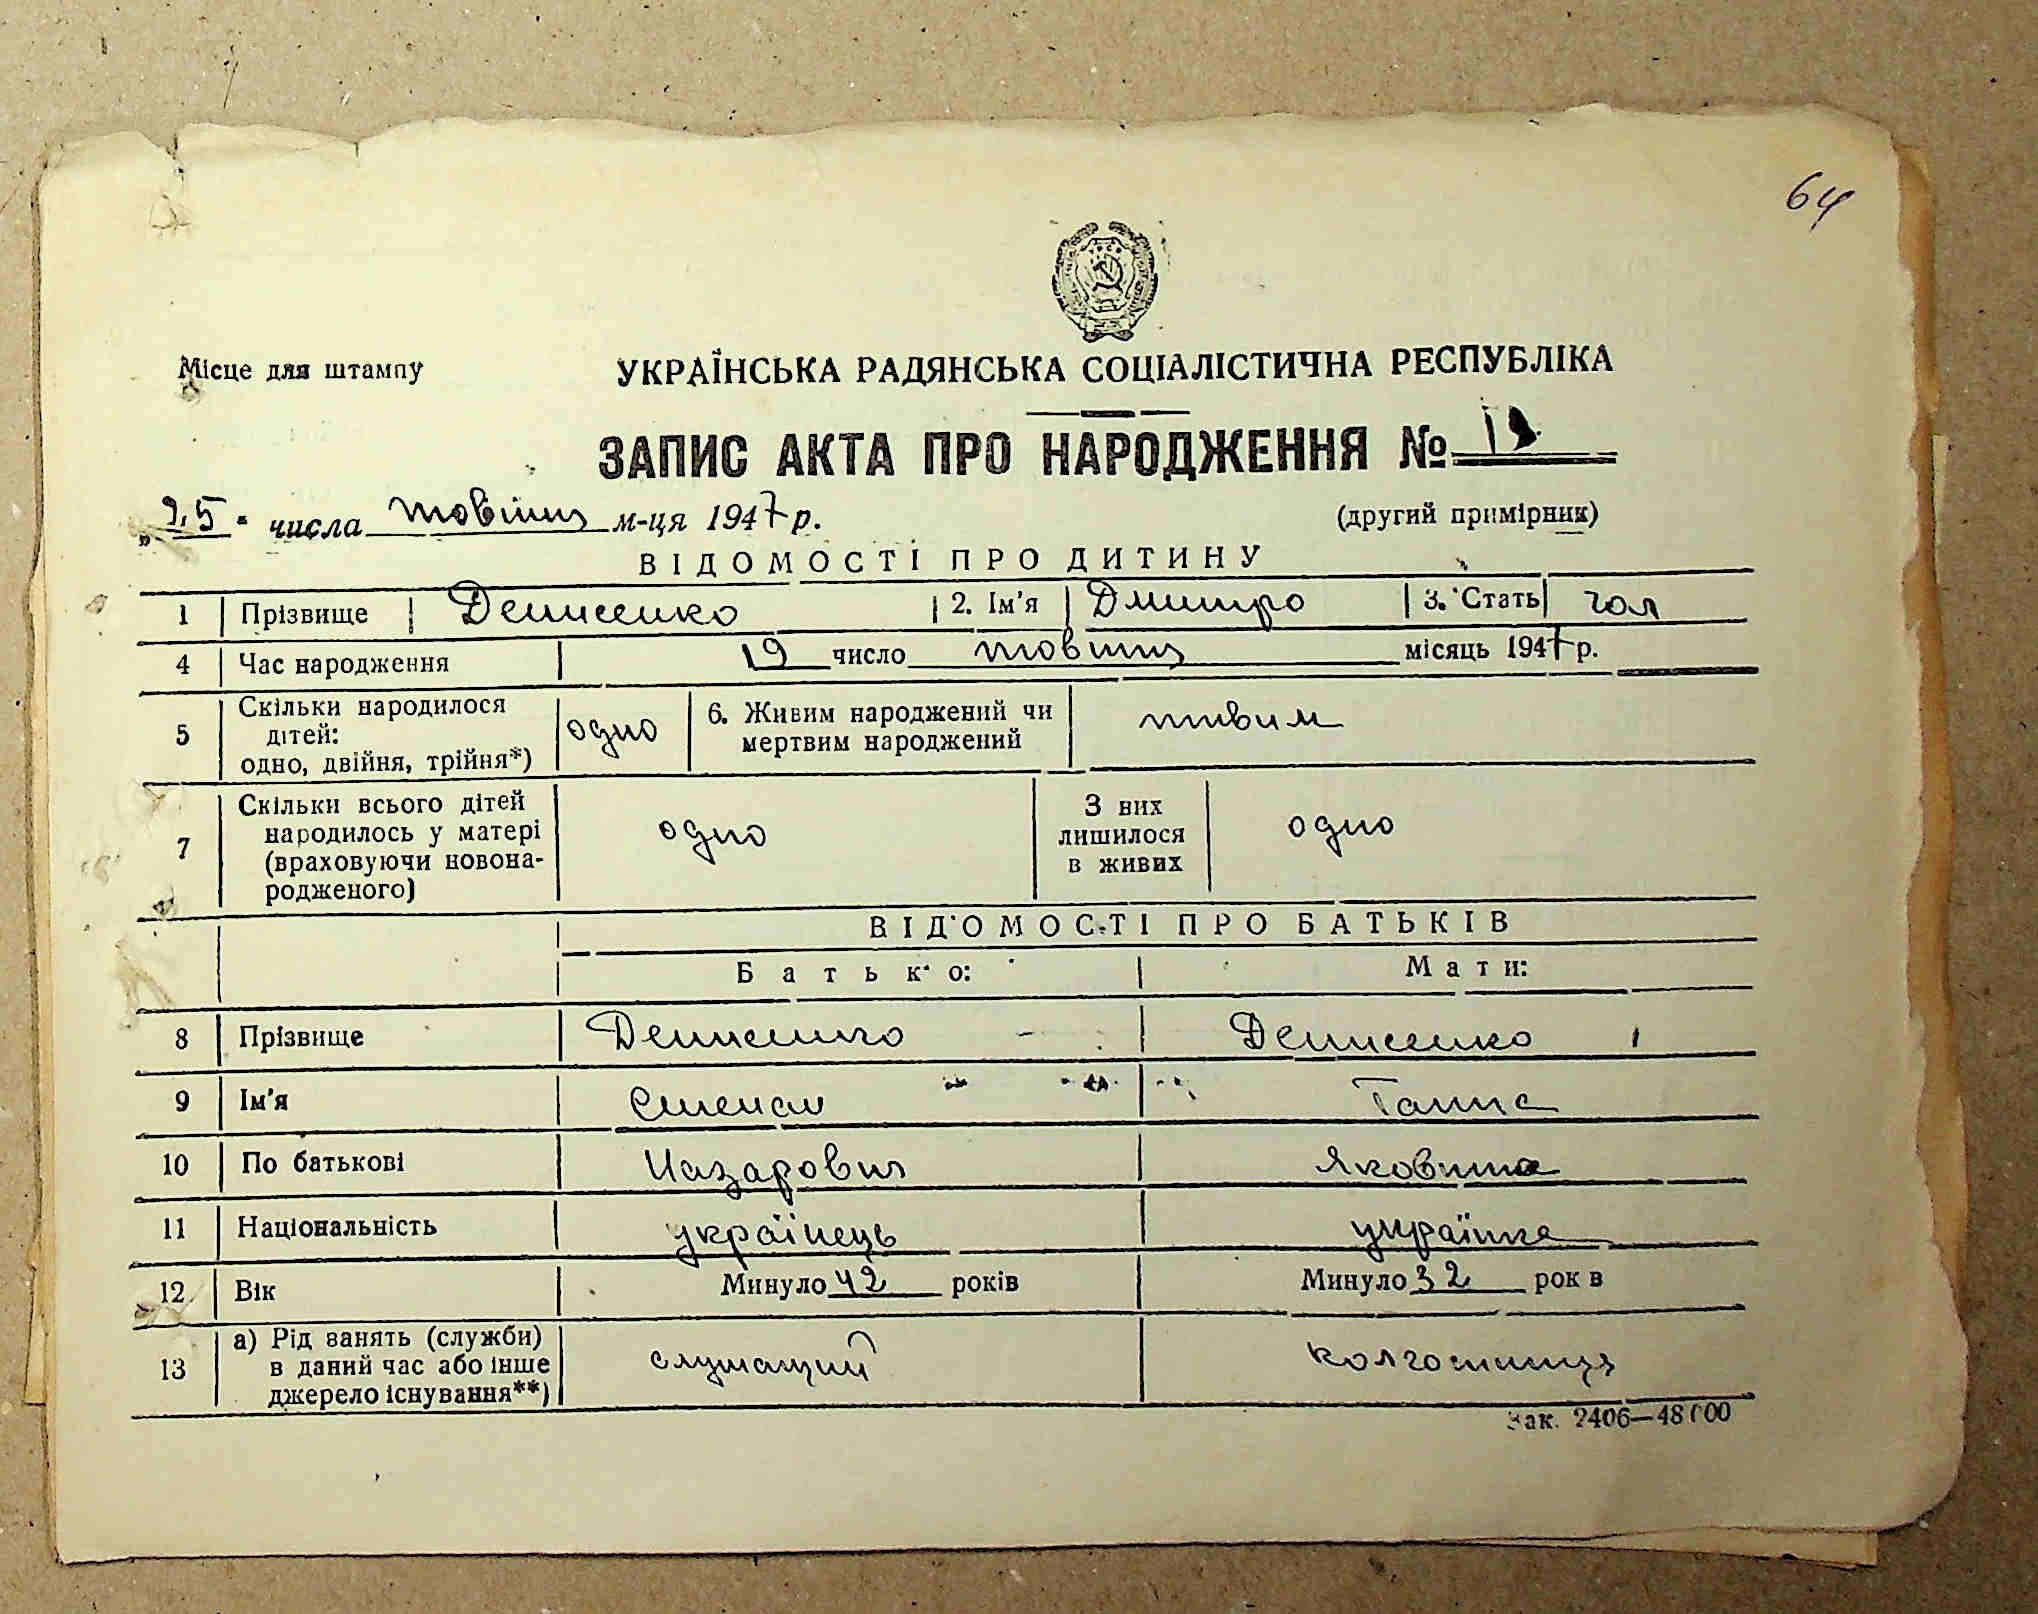 64
Місце для штампу
УКРАЇНСЬКА РАДЯНСЬКА СОЦІАЛІСТИЧНА РЕСПУБЛІКА
ЗАПИС АКТА ПРО НАРОДЖЕННЯ №
„25" числа жовтня м-ця 1947 р. (другий примірник)
ВІДОМОСТІ ПРО ДИТИНУ
1 Прізвище Денисенко 2. Ім'я Дмитро 3. Стать чол
4 Час народження 19 число жовтня місяць 1947 р.
5 Скільки народилося дітей: одно, двійня, трійня*) одно 6. Живим народжений чи мертвим народжений живим
7 Скільки всього дітей народилось у матері (враховуючи новонародженого) одно З них лишилося в живих одно
ВІДОМОСТІ ПРО БАТЬКІВ
Батько: Мати:
8 Прізвище Денисенко Денисенко
9 Ім'я Степан Ганна
10 По батькові Назарович Яковівна
11 Національність українець українка
12 Вік Минуло 42 років Минуло 32 рок в
13 а) Рід занять (служби) в даний час або інше джерело існування**) служащий колгоспниця
Зак. 2406—48000